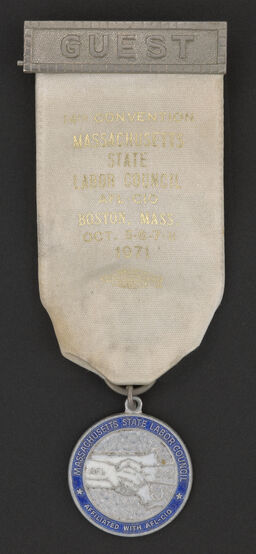 GUEST
CONVENTION
MASSACHUSETTS
STATE
LABOR COUNCIL
AFL-CIO
BOSTON, MASS.
OCT. 5-6-7-8
1971
MASSACHUSETTS STATE LABOR COUNCIL
AFL
AFFILIATED WITH AFL-CIO